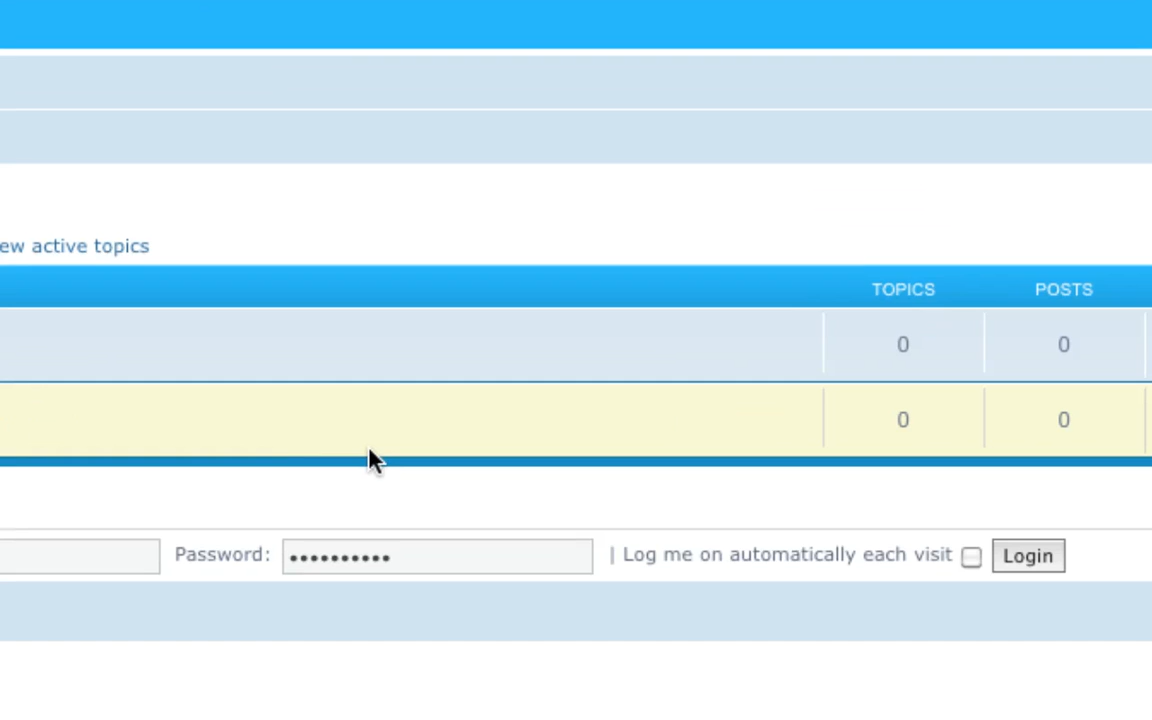 ew active topics
TOPICS POSTS
0 0
0 0
Password: •••••••••• | Log me on automatically each visit Login